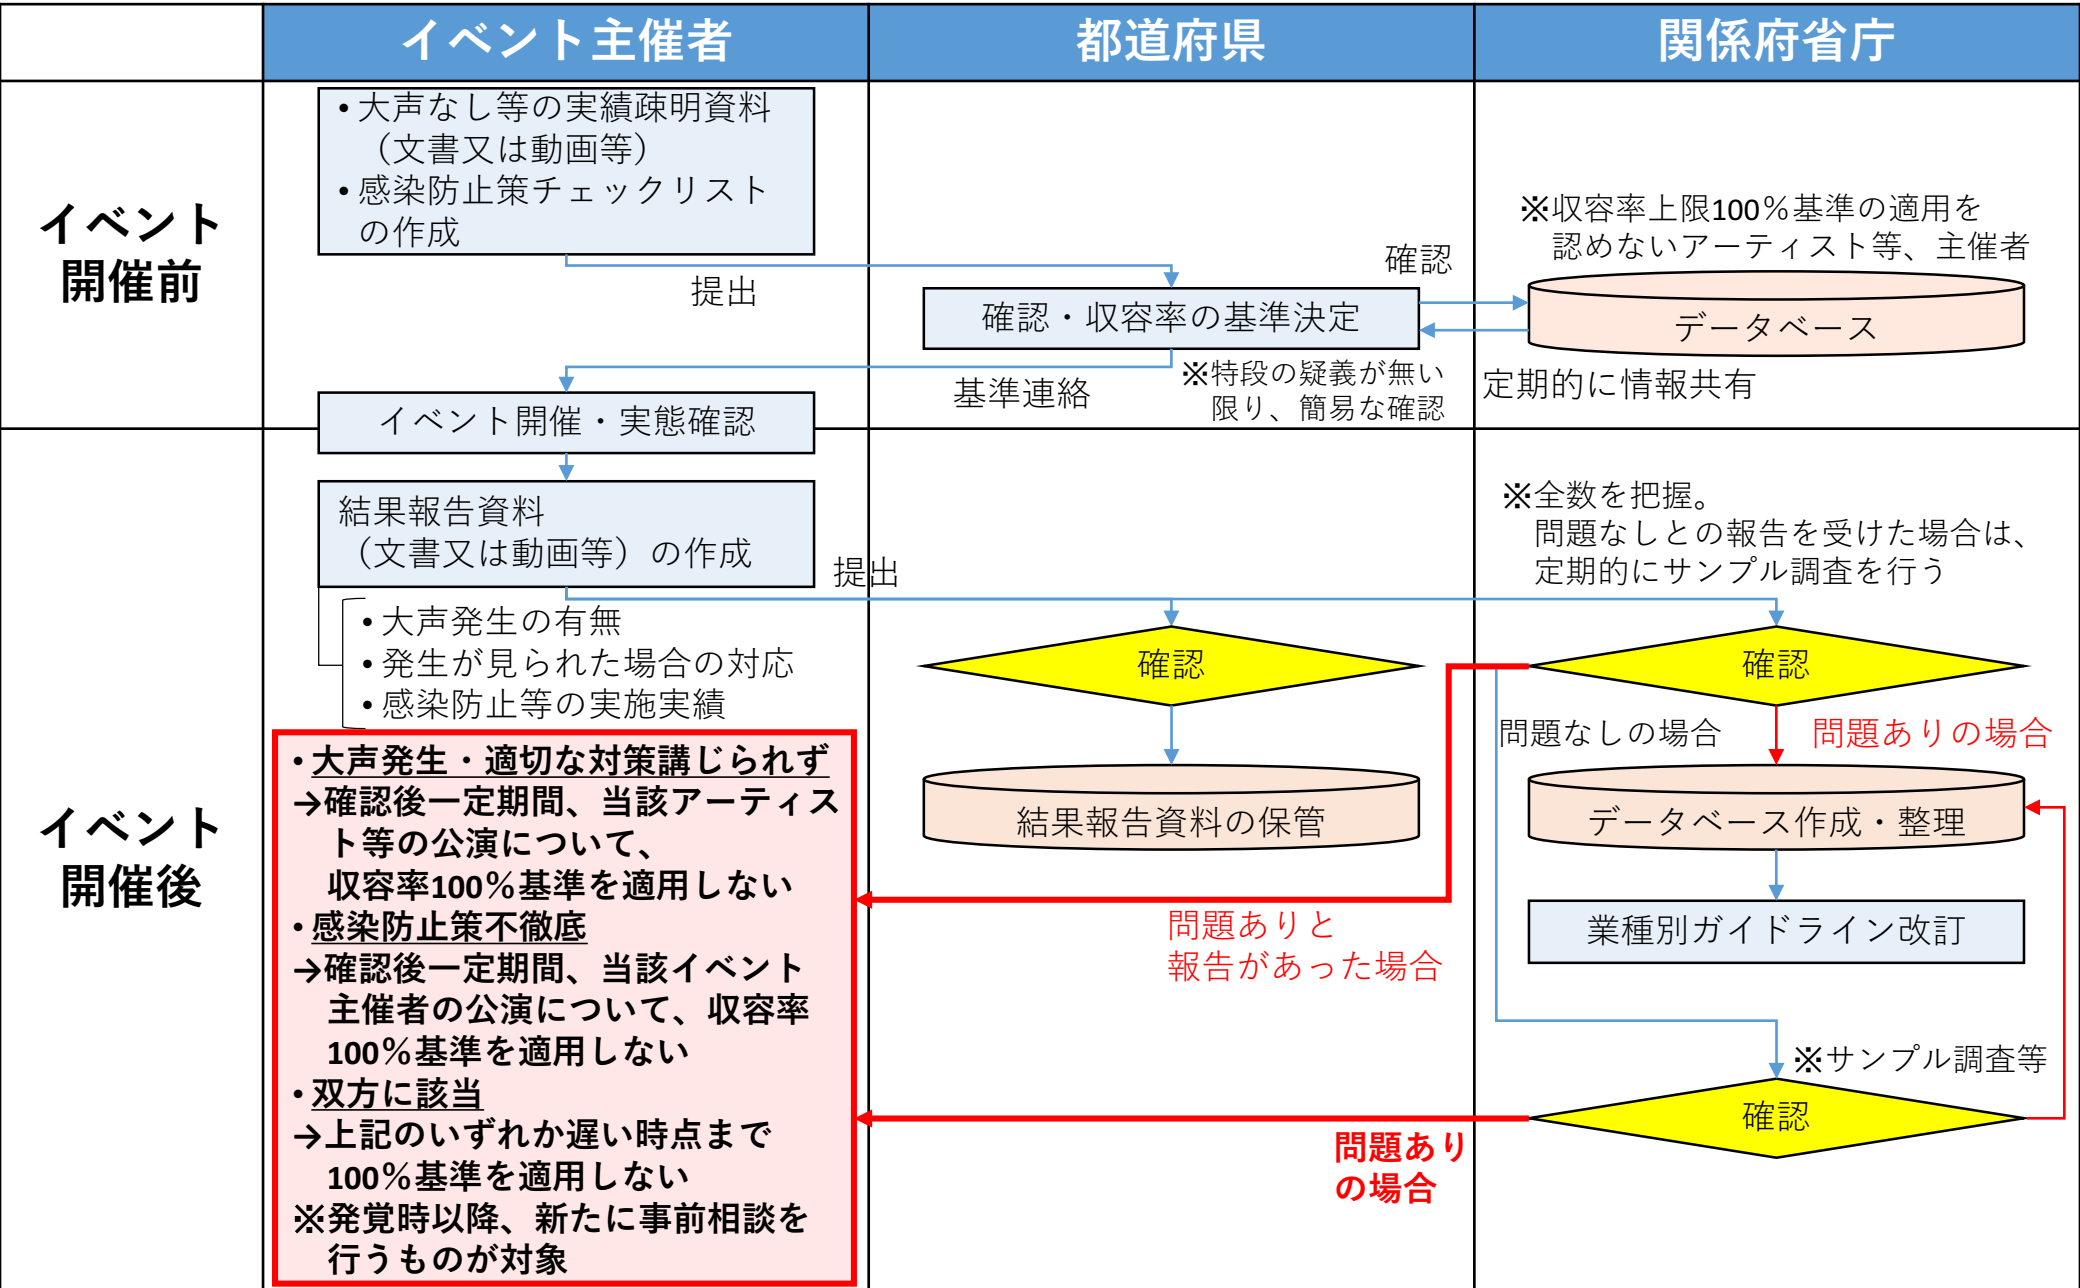 イベント主催者
都道府県
関係府省庁
イベント
開催前
• 大声なし等の実績疎明資料
（文書又は動画等）
• 感染防止策チェックリスト
の作成
提出
確認・収容率の基準決定
確認
※収容率上限100％基準の適用を
認めないアーティスト等、主催者
データベース
定期的に情報共有
基準連絡
※特段の疑義が無い
限り、簡易な確認
イベント開催・実態確認
イベント
開催後
結果報告資料
（文書又は動画等）の作成
提出
• 大声発生の有無
• 発生が見られた場合の対応
• 感染防止等の実施実績
※全数を把握。
問題なしとの報告を受けた場合は、
定期的にサンプル調査を行う
確認
確認
問題なしの場合
問題ありの場合
結果報告資料の保管
データベース作成・整理
業種別ガイドライン改訂
問題ありと
報告があった場合
※サンプル調査等
確認
問題あり
の場合
• 大声発生・適切な対策講じられず
→確認後一定期間、当該アーティス
ト等の公演について、
収容率100％基準を適用しない
• 感染防止策不徹底
→確認後一定期間、当該イベント
主催者の公演について、収容率
100％基準を適用しない
• 双方に該当
→上記のいずれか遅い時点まで
100％基準を適用しない
※発覚時以降、新たに事前相談を
行うものが対象